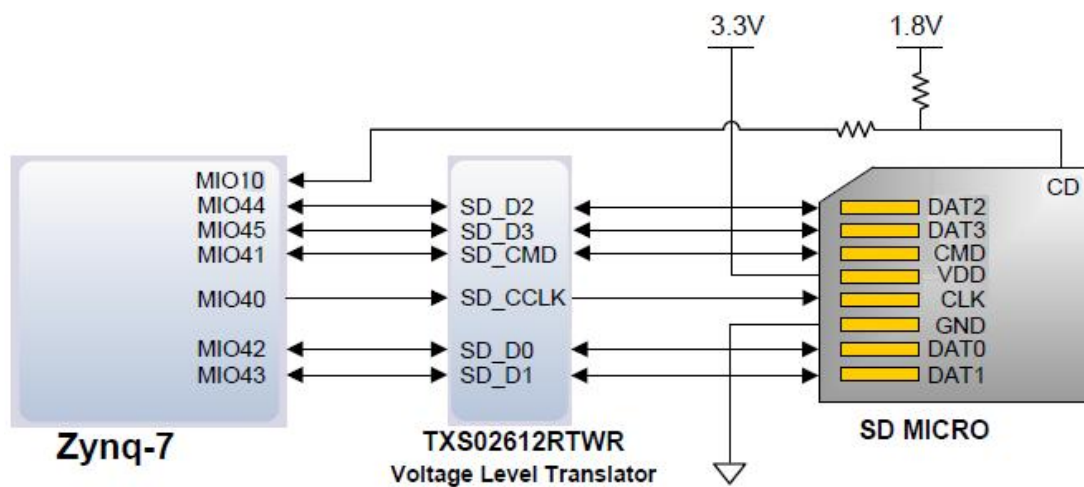 3.3V 1.8V
CD
MIO10
MIO44 SD_D2 DAT2
MIO45 SD_D3 DAT3
MIO41 SD_CMD CMD
VDD
MIO40 SD_CCLK CLK
GND
MIO42 SD_D0 DAT0
MIO43 SD_D1 DAT1
Zynq-7 TXS02612RTWR SD MICRO
Voltage Level Translator